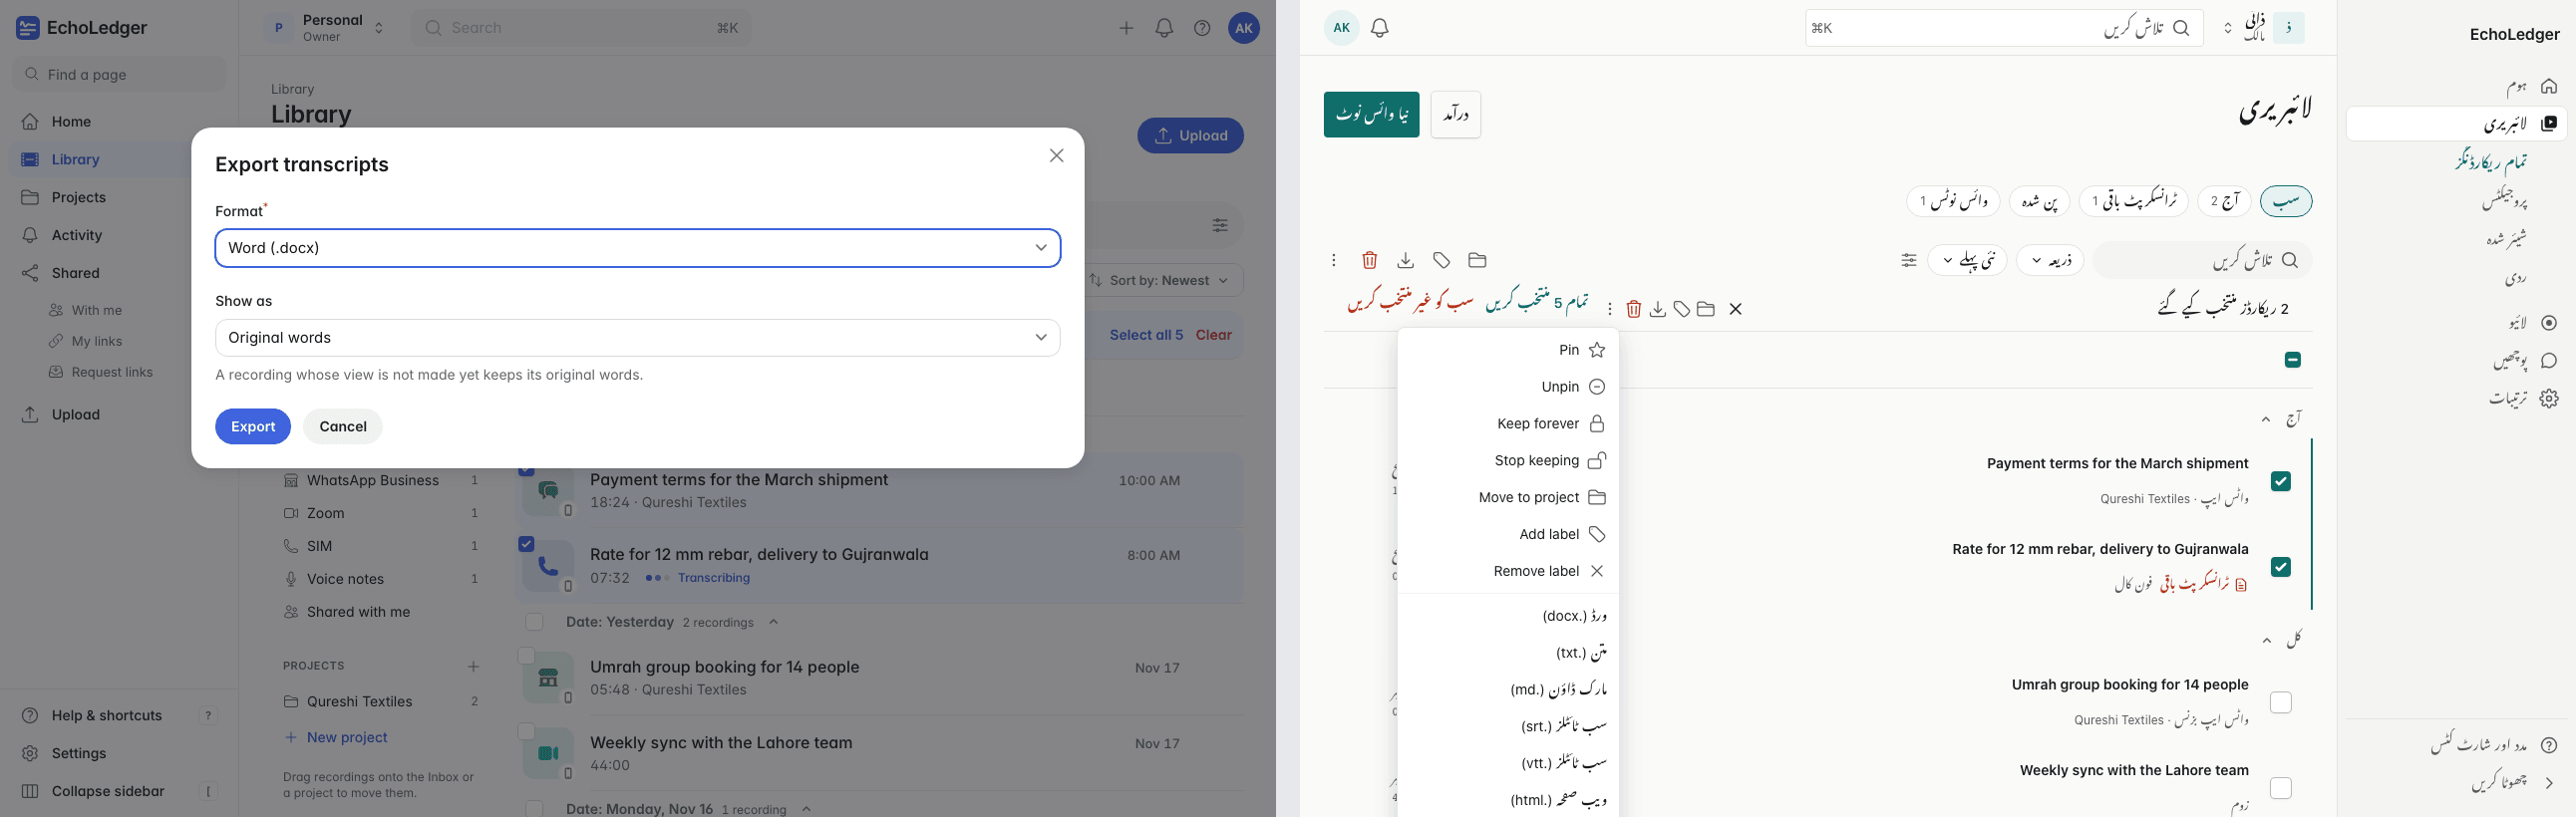 EchoLedger
Find a page
Home
Library
Projects
Activity
Shared
With me
My links
Request links
Upload
Help & shortcuts ?
Settings
Collapse sidebar [
P Personal
Owner
Search ⌘K
AK
Library
Library
Upload
Sort by: Newest
Select all 5 Clear
Export transcripts
Format*
Word (.docx)
Show as
Original words
A recording whose view is not made yet keeps its original words.
Export Cancel
WhatsApp Business 1
Zoom 1
SIM 1
Voice notes 1
Shared with me
PROJECTS
Qureshi Textiles 2
New project
Drag recordings onto the Inbox or
a project to move them.
Payment terms for the March shipment 10:00 AM
18:24 · Qureshi Textiles
Rate for 12 mm rebar, delivery to Gujranwala 8:00 AM
07:32 Transcribing
Date: Yesterday 2 recordings
Umrah group booking for 14 people Nov 17
05:48 · Qureshi Textiles
Weekly sync with the Lahore team Nov 17
44:00
Date: Monday, Nov 16 1 recording
EchoLedger
ہوم
لائبریری
تمام ریکارڈنگز
پروجیکٹس
شیئر شدہ
ردی
لائیو
پوچھیں
ترتیبات
مدد اور شارٹ کٹس
چھوٹا کریں
ذ ذاتی
مالک
تلاش کریں ⌘K
AK
لائبریری
درآمد
نیا وائس نوٹ
سب
آج 2
ٹرانسکرپٹ باقی 1
پن شدہ
وائس نوٹس 1
تلاش کریں
ذریعہ
نئی پہلے
2 ریکارڈز منتخب کیے گئے
تمام 5 منتخب کریں
سب کو غیر منتخب کریں
Pin
Unpin
Keep forever
Stop keeping
Move to project
Add label
Remove label
ورڈ (.docx)
متن (.txt)
مارک ڈاؤن (.md)
سب ٹائٹلز (.srt)
سب ٹائٹلز (.vtt)
ویب صفحہ (.html)
آج
Payment terms for the March shipment
واٹس ایپ · Qureshi Textiles
Rate for 12 mm rebar, delivery to Gujranwala
ٹرانسکرپٹ باقی فون کال
کل
Umrah group booking for 14 people
واٹس ایپ بزنس · Qureshi Textiles
Weekly sync with the Lahore team
زوم